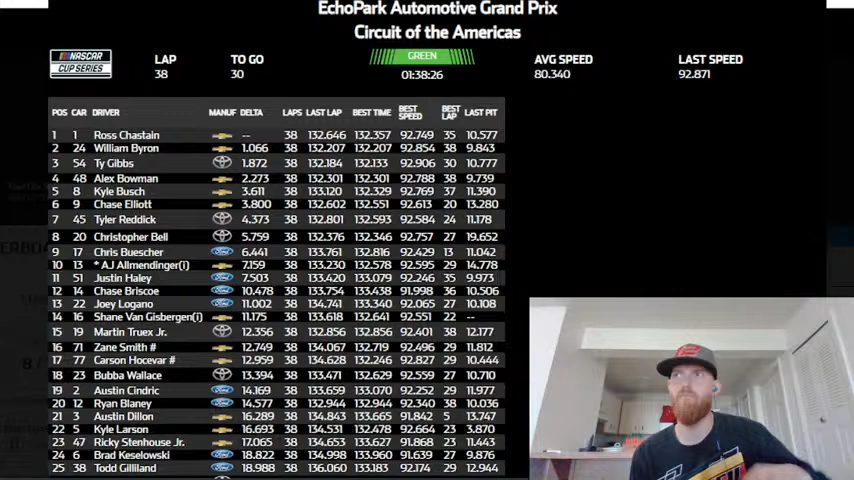 EchoPark Automotive Grand Prix
Circuit of the Americas
NASCAR CUP SERIES LAP TO GO GREEN AVG SPEED LAST SPEED
38 30 01:38:26 80.340 92.871
POS CAR DRIVER MANUF DELTA LAPS LAST LAP BEST TIME BEST SPEED BEST LAP LAST PIT
1 1 Ross Chastain -- 38 132.646 132.357 92.749 35 10.577
2 24 William Byron 1.066 38 132.207 132.207 92.854 38 9.843
3 54 Ty Gibbs 1.872 38 132.184 132.133 92.906 30 10.777
4 48 Alex Bowman 2.273 38 132.301 132.301 92.788 38 9.739
5 8 Kyle Busch 3.611 38 133.120 132.329 92.769 37 11.390
6 9 Chase Elliott 3.800 38 132.602 132.551 92.613 20 13.280
7 45 Tyler Reddick 4.373 38 132.801 132.593 92.584 24 11.178
8 20 Christopher Bell 5.759 38 132.376 132.346 92.757 27 19.652
9 17 Chris Buescher Ford 6.441 38 133.761 132.816 92.429 13 11.042
10 13 * AJ Allmendinger(i) 7.159 38 133.230 132.578 92.595 29 14.778
11 51 Justin Haley Ford 7.503 38 133.420 133.079 92.246 35 9.973
12 14 Chase Briscoe Ford 10.478 38 133.754 133.438 91.998 36 10.506
13 22 Joey Logano Ford 11.002 38 134.741 133.340 92.065 27 10.108
14 16 Shane Van Gisbergen(i) 11.175 38 133.618 132.641 92.551 22 --
15 19 Martin Truex Jr. 12.356 38 132.856 132.856 92.401 38 12.177
16 71 Zane Smith # 12.749 38 134.160 132.719 92.496 29 11.812
17 77 Carson Hocevar # 12.959 38 134.628 132.246 92.827 29 10.444
18 23 Bubba Wallace 13.394 38 133.471 132.629 92.559 27 10.710
19 2 Austin Cindric Ford 14.169 38 133.659 133.070 92.252 29 11.977
20 12 Ryan Blaney Ford 14.577 38 132.944 132.944 92.340 38 10.036
21 3 Austin Dillon 16.289 38 134.843 133.665 91.842 5 13.747
22 5 Kyle Larson 16.693 38 134.531 132.478 92.664 23 3.870
23 47 Ricky Stenhouse Jr. 17.065 38 134.653 133.627 91.868 23 11.443
24 6 Brad Keselowski Ford 18.822 38 134.998 133.960 91.639 27 9.876
25 38 Todd Gilliland Ford 18.988 38 136.060 133.183 92.174 29 12.944